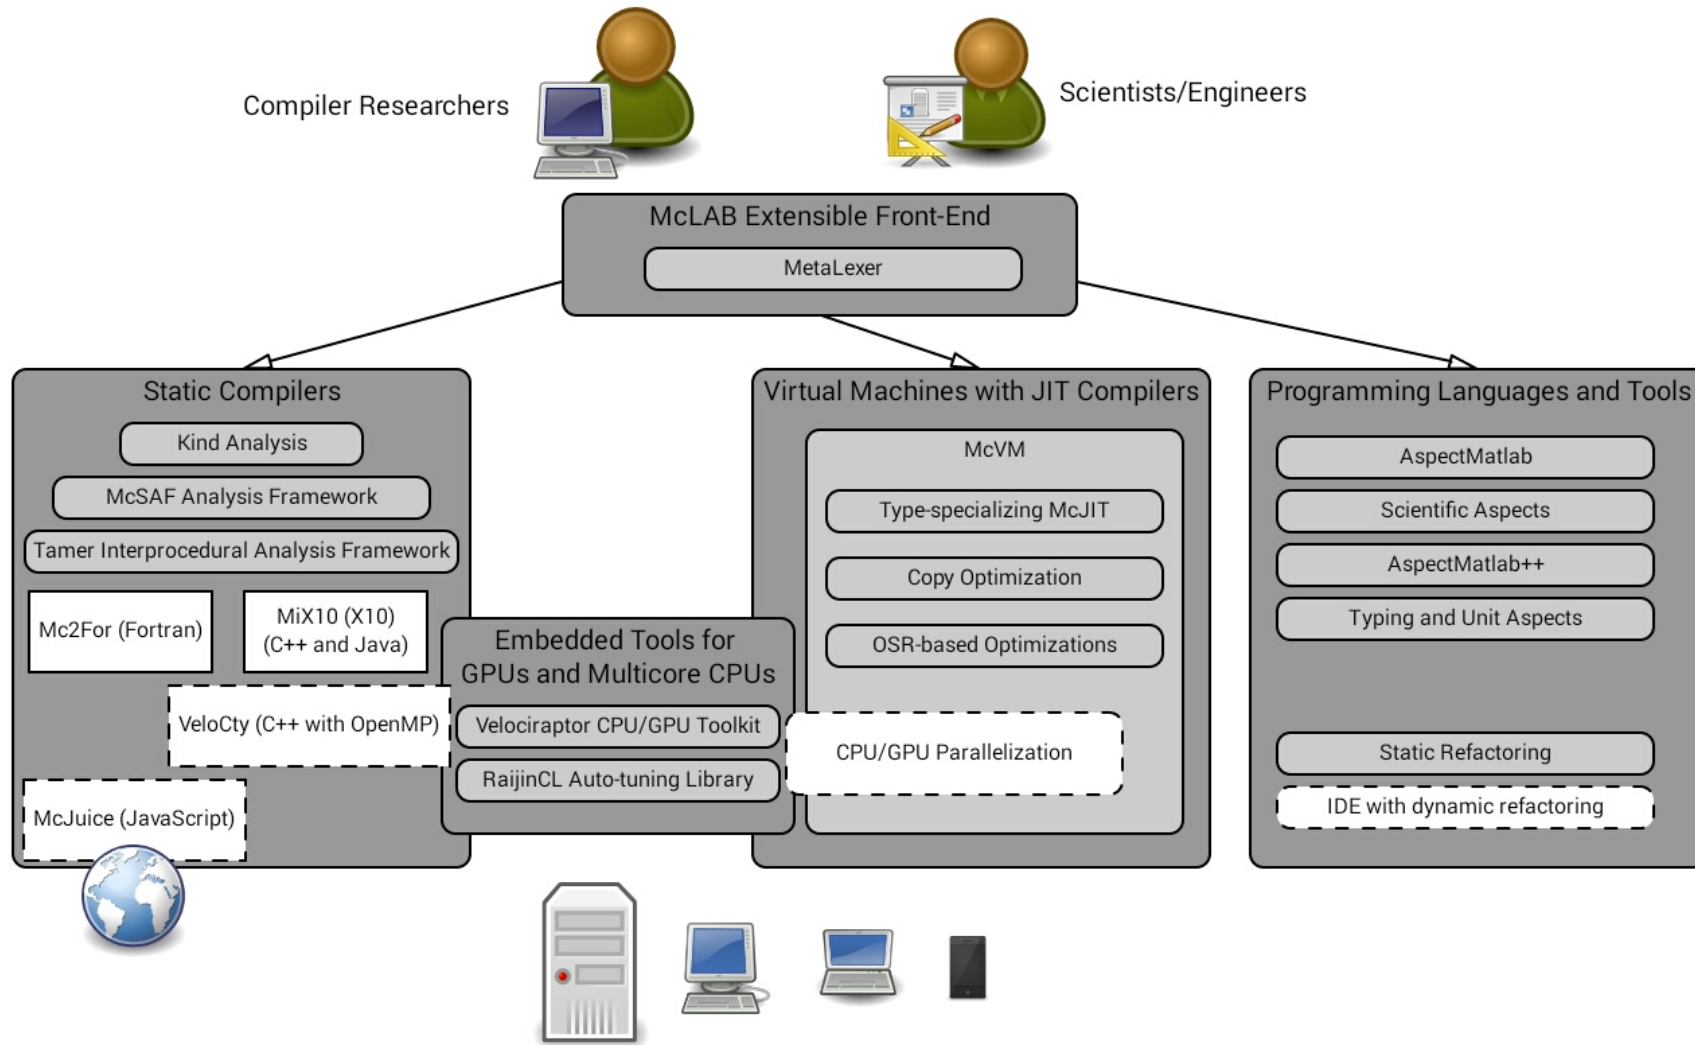 Compiler Researchers
Scientists/Engineers
McLAB Extensible Front-End
MetaLexer
Static Compilers
Kind Analysis
McSAF Analysis Framework
Tamer Interprocedural Analysis Framework
Mc2For (Fortran)
MiX10 (X10)
(C++ and Java)
VeloCty (C++ with OpenMP)
McJuice (JavaScript)
Embedded Tools for
GPUs and Multicore CPUs
Velociraptor CPU/GPU Toolkit
RaijinCL Auto-tuning Library
Virtual Machines with JIT Compilers
McVM
Type-specializing McJIT
Copy Optimization
OSR-based Optimizations
CPU/GPU Parallelization
Programming Languages and Tools
AspectMatlab
Scientific Aspects
AspectMatlab++
Typing and Unit Aspects
Static Refactoring
IDE with dynamic refactoring